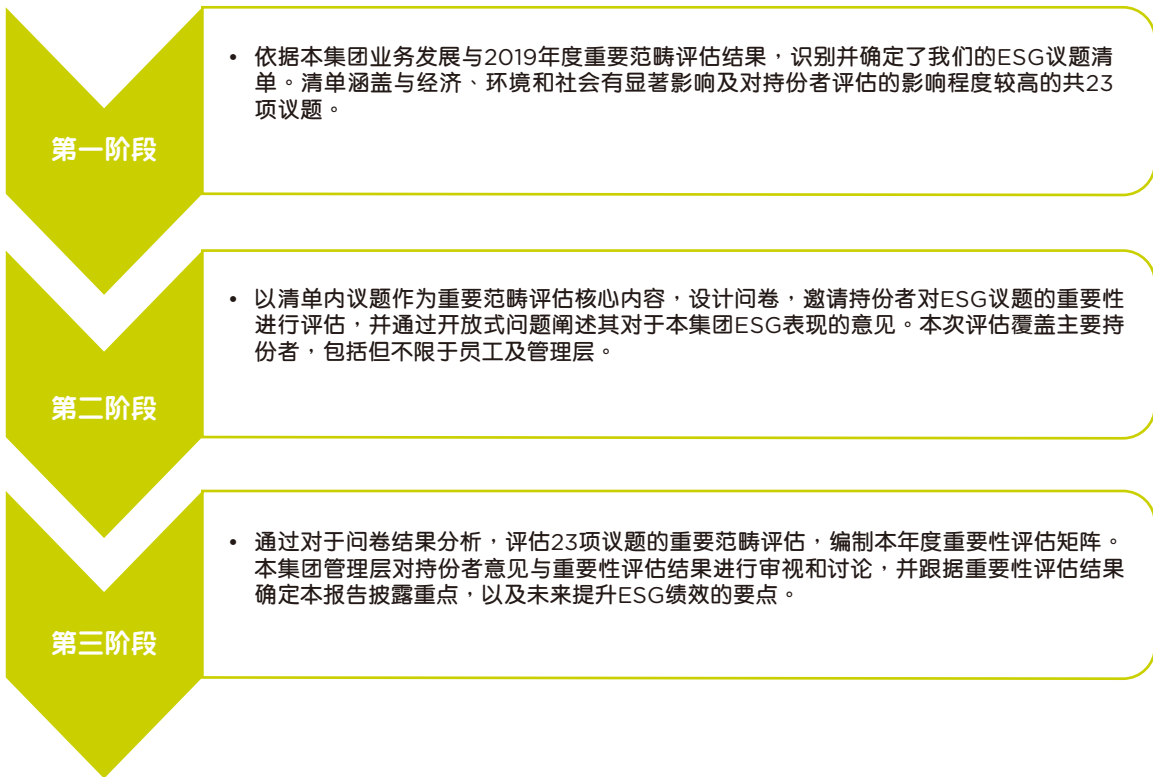 • 依据本集团业务发展与2019年度重要范畴评估结果，识别并确定了我们的ESG议题清
单。清单涵盖与经济、环境和社会有显著影响及对持份者评估的影响程度较高的共23
项议题。
第一阶段
• 以清单内议题作为重要范畴评估核心内容，设计问卷，邀请持份者对ESG议题的重要性
进行评估，并通过开放式问题阐述其对于本集团ESG表现的意见。本次评估覆盖主要持
份者，包括但不限于员工及管理层。
第二阶段
• 通过对于问卷结果分析，评估23项议题的重要范畴评估，编制本年度重要性评估矩阵。
本集团管理层对持份者意见与重要性评估结果进行审视和讨论，并跟据重要性评估结果
确定本报告披露重点，以及未来提升ESG绩效的要点。
第三阶段